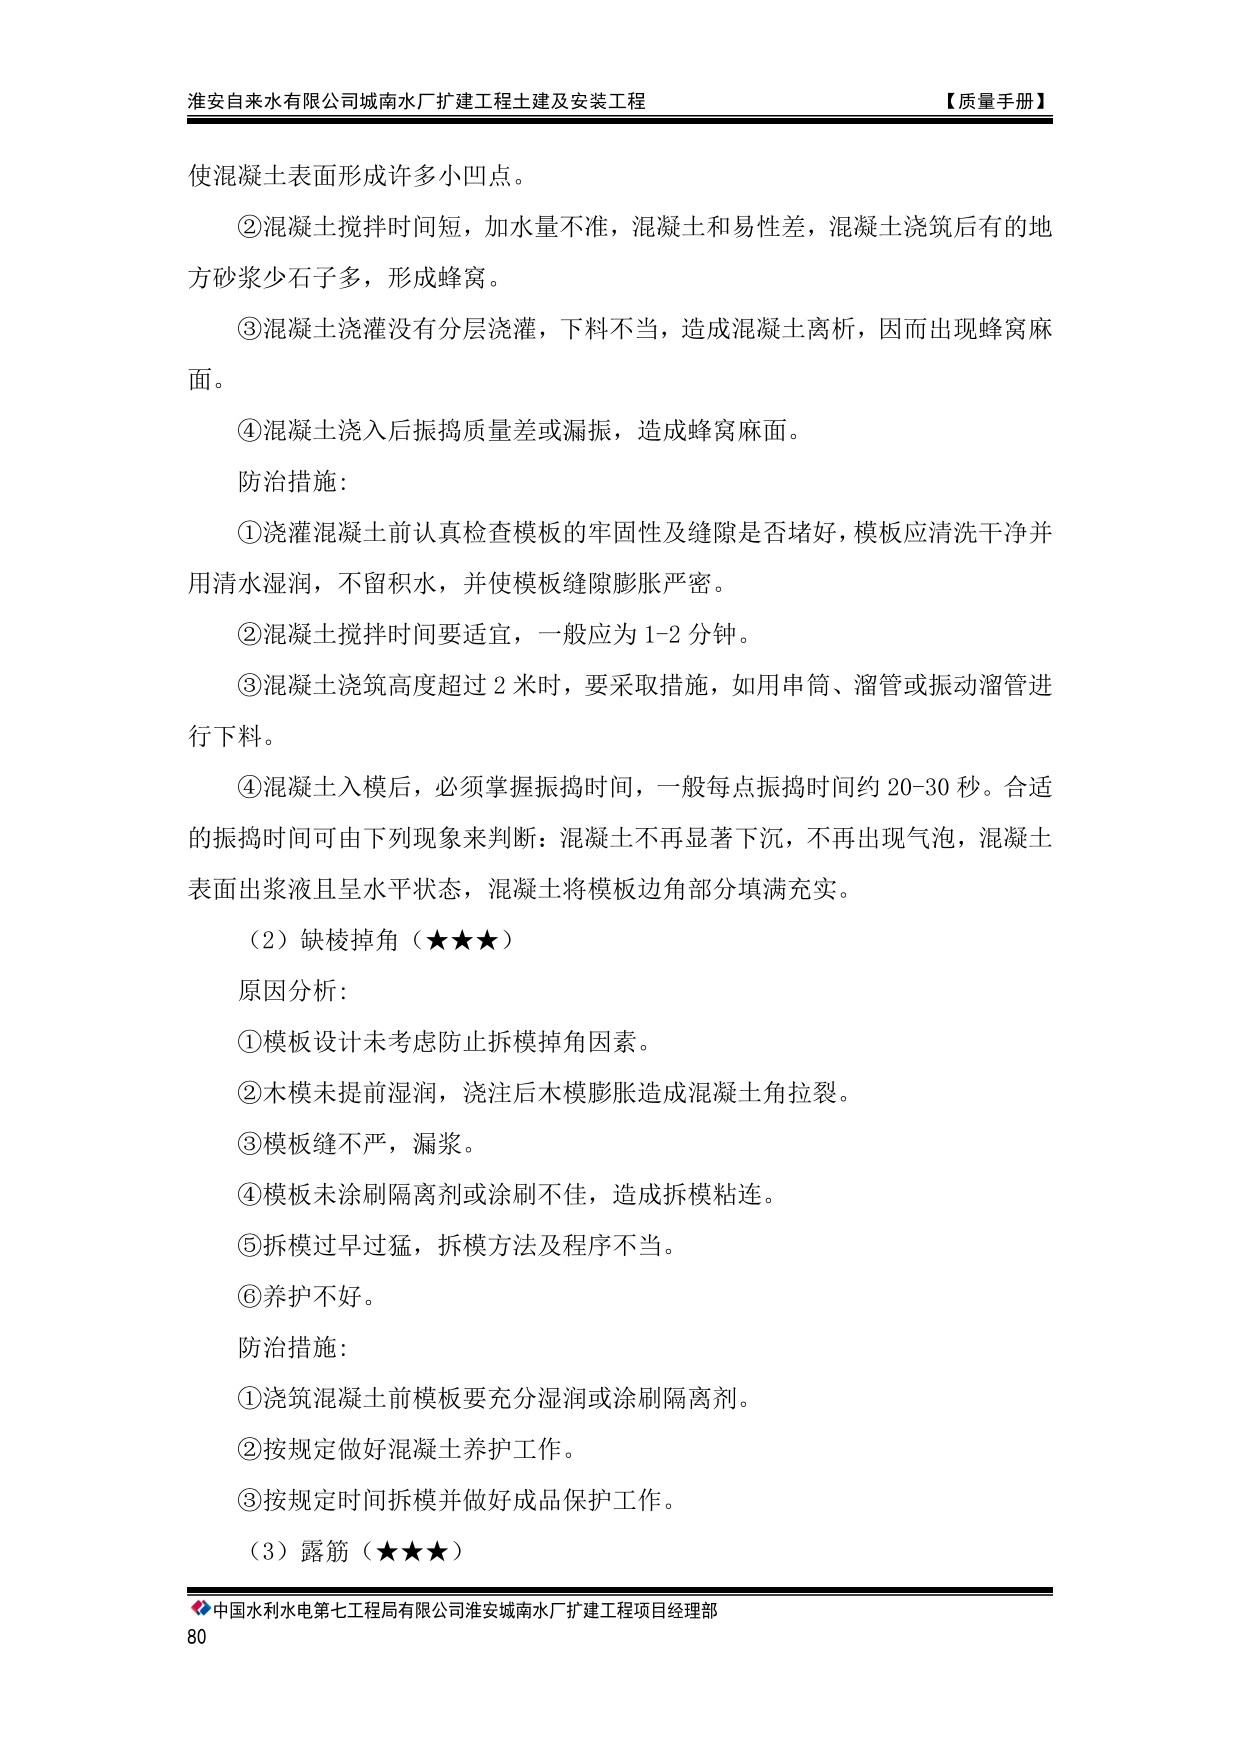 淮安自来水有限公司城南水厂扩建工程土建及安装工程 【质量手册】
使混凝土表面形成许多小凹点。
②混凝土搅拌时间短，加水量不准，混凝土和易性差，混凝土浇筑后有的地
方砂浆少石子多，形成蜂窝。
③混凝土浇灌没有分层浇灌，下料不当，造成混凝土离析，因而出现蜂窝麻
面。
④混凝土浇入后振捣质量差或漏振，造成蜂窝麻面。
防治措施：
①浇灌混凝土前认真检查模板的牢固性及缝隙是否堵好，模板应清洗干净并
用清水湿润，不留积水，并使模板缝隙膨胀严密。
②混凝土搅拌时间要适宜，一般应为 1-2 分钟。
③混凝土浇筑高度超过 2 米时，要采取措施，如用串筒、溜管或振动溜管进
行下料。
④混凝土入模后，必须掌握振捣时间，一般每点振捣时间约 20-30 秒。合适
的振捣时间可由下列现象来判断：混凝土不再显著下沉，不再出现气泡，混凝土
表面出浆液且呈水平状态，混凝土将模板边角部分填满充实。
（2）缺棱掉角（★★★）
原因分析：
①模板设计未考虑防止拆模掉角因素。
②木模未提前湿润，浇注后木模膨胀造成混凝土角拉裂。
③模板缝不严，漏浆。
④模板未涂刷隔离剂或涂刷不佳，造成拆模粘连。
⑤拆模过早过猛，拆模方法及程序不当。
⑥养护不好。
防治措施：
①浇筑混凝土前模板要充分湿润或涂刷隔离剂。
②按规定做好混凝土养护工作。
③按规定时间拆模并做好成品保护工作。
（3）露筋（★★★）
中国水利水电第七工程局有限公司淮安城南水厂扩建工程项目经理部
80